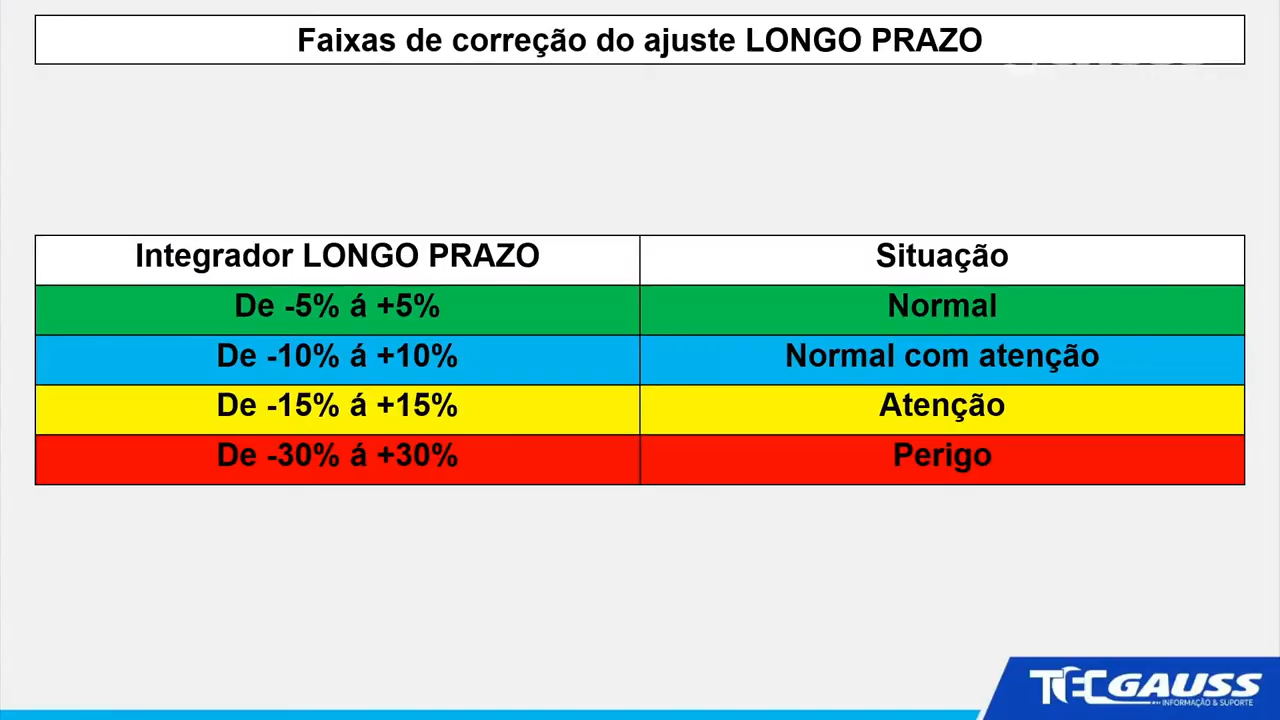 Faixas de correção do ajuste LONGO PRAZO
Integrador LONGO PRAZO Situação
De -5% á +5% Normal
De -10% á +10% Normal com atenção
De -15% á +15% Atenção
De -30% á +30% Perigo
TECGAUSS
INFORMAÇÃO & SUPORTE